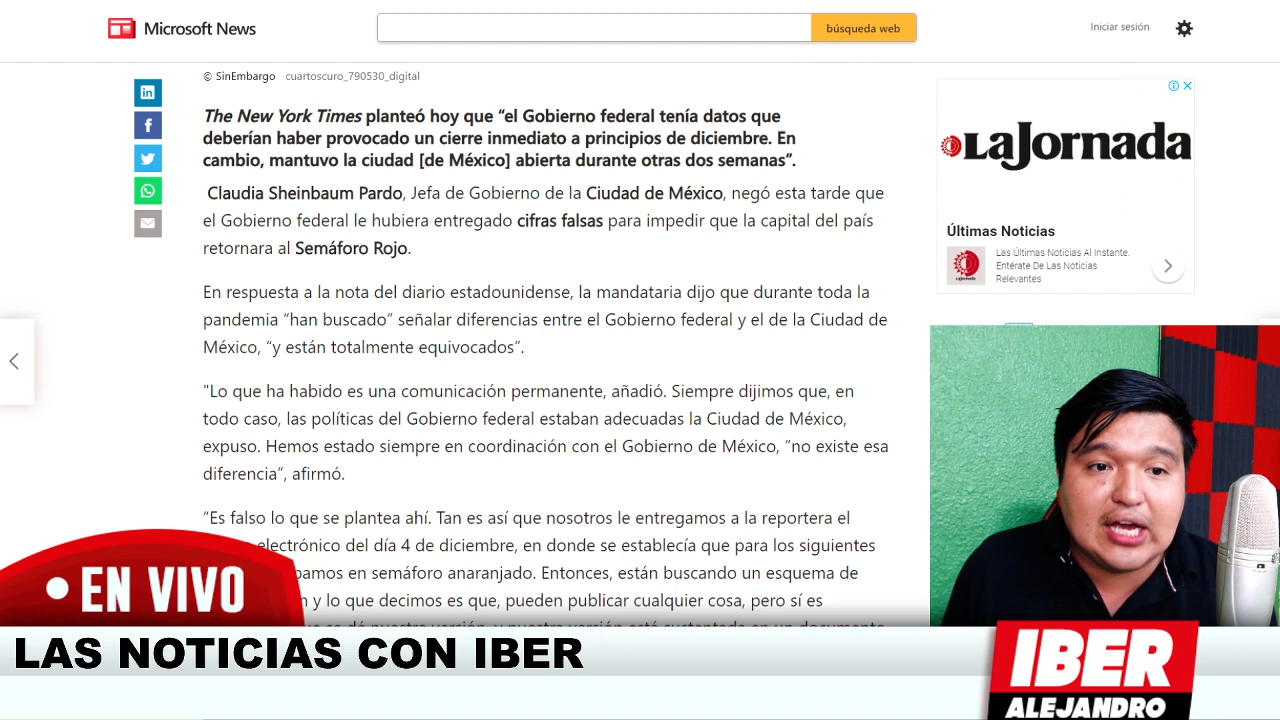 Microsoft News
búsqueda web
Iniciar sesión
© SinEmbargo cuartoscuro_790530_digital
The New York Times planteó hoy que “el Gobierno federal tenía datos que
deberían haber provocado un cierre inmediato a principios de diciembre. En
cambio, mantuvo la ciudad [de México] abierta durante otras dos semanas”.
Claudia Sheinbaum Pardo, Jefa de Gobierno de la Ciudad de México, negó esta tarde que
el Gobierno federal le hubiera entregado cifras falsas para impedir que la capital del país
retornara al Semáforo Rojo.
En respuesta a la nota del diario estadounidense, la mandataria dijo que durante toda la
pandemia “han buscado” señalar diferencias entre el Gobierno federal y el de la Ciudad de
México, “y están totalmente equivocados”.
"Lo que ha habido es una comunicación permanente, añadió. Siempre dijimos que, en
todo caso, las políticas del Gobierno federal estaban adecuadas la Ciudad de México,
expuso. Hemos estado siempre en coordinación con el Gobierno de México, “no existe esa
diferencia”, afirmó.
“Es falso lo que se plantea ahí. Tan es así que nosotros le entregamos a la reportera el
electrónico del día 4 de diciembre, en donde se establecía que para los siguientes
bamos en semáforo anaranjado. Entonces, están buscando un esquema de
n y lo que decimos es que, pueden publicar cualquier cosa, pero sí es
LaJornada
Últimas Noticias
Las Últimas Noticias Al Instante.
Entérate De Las Noticias
Relevantes
LaJornada
• EN VIVO
LAS NOTICIAS CON IBER
IBER
ALEJANDRO